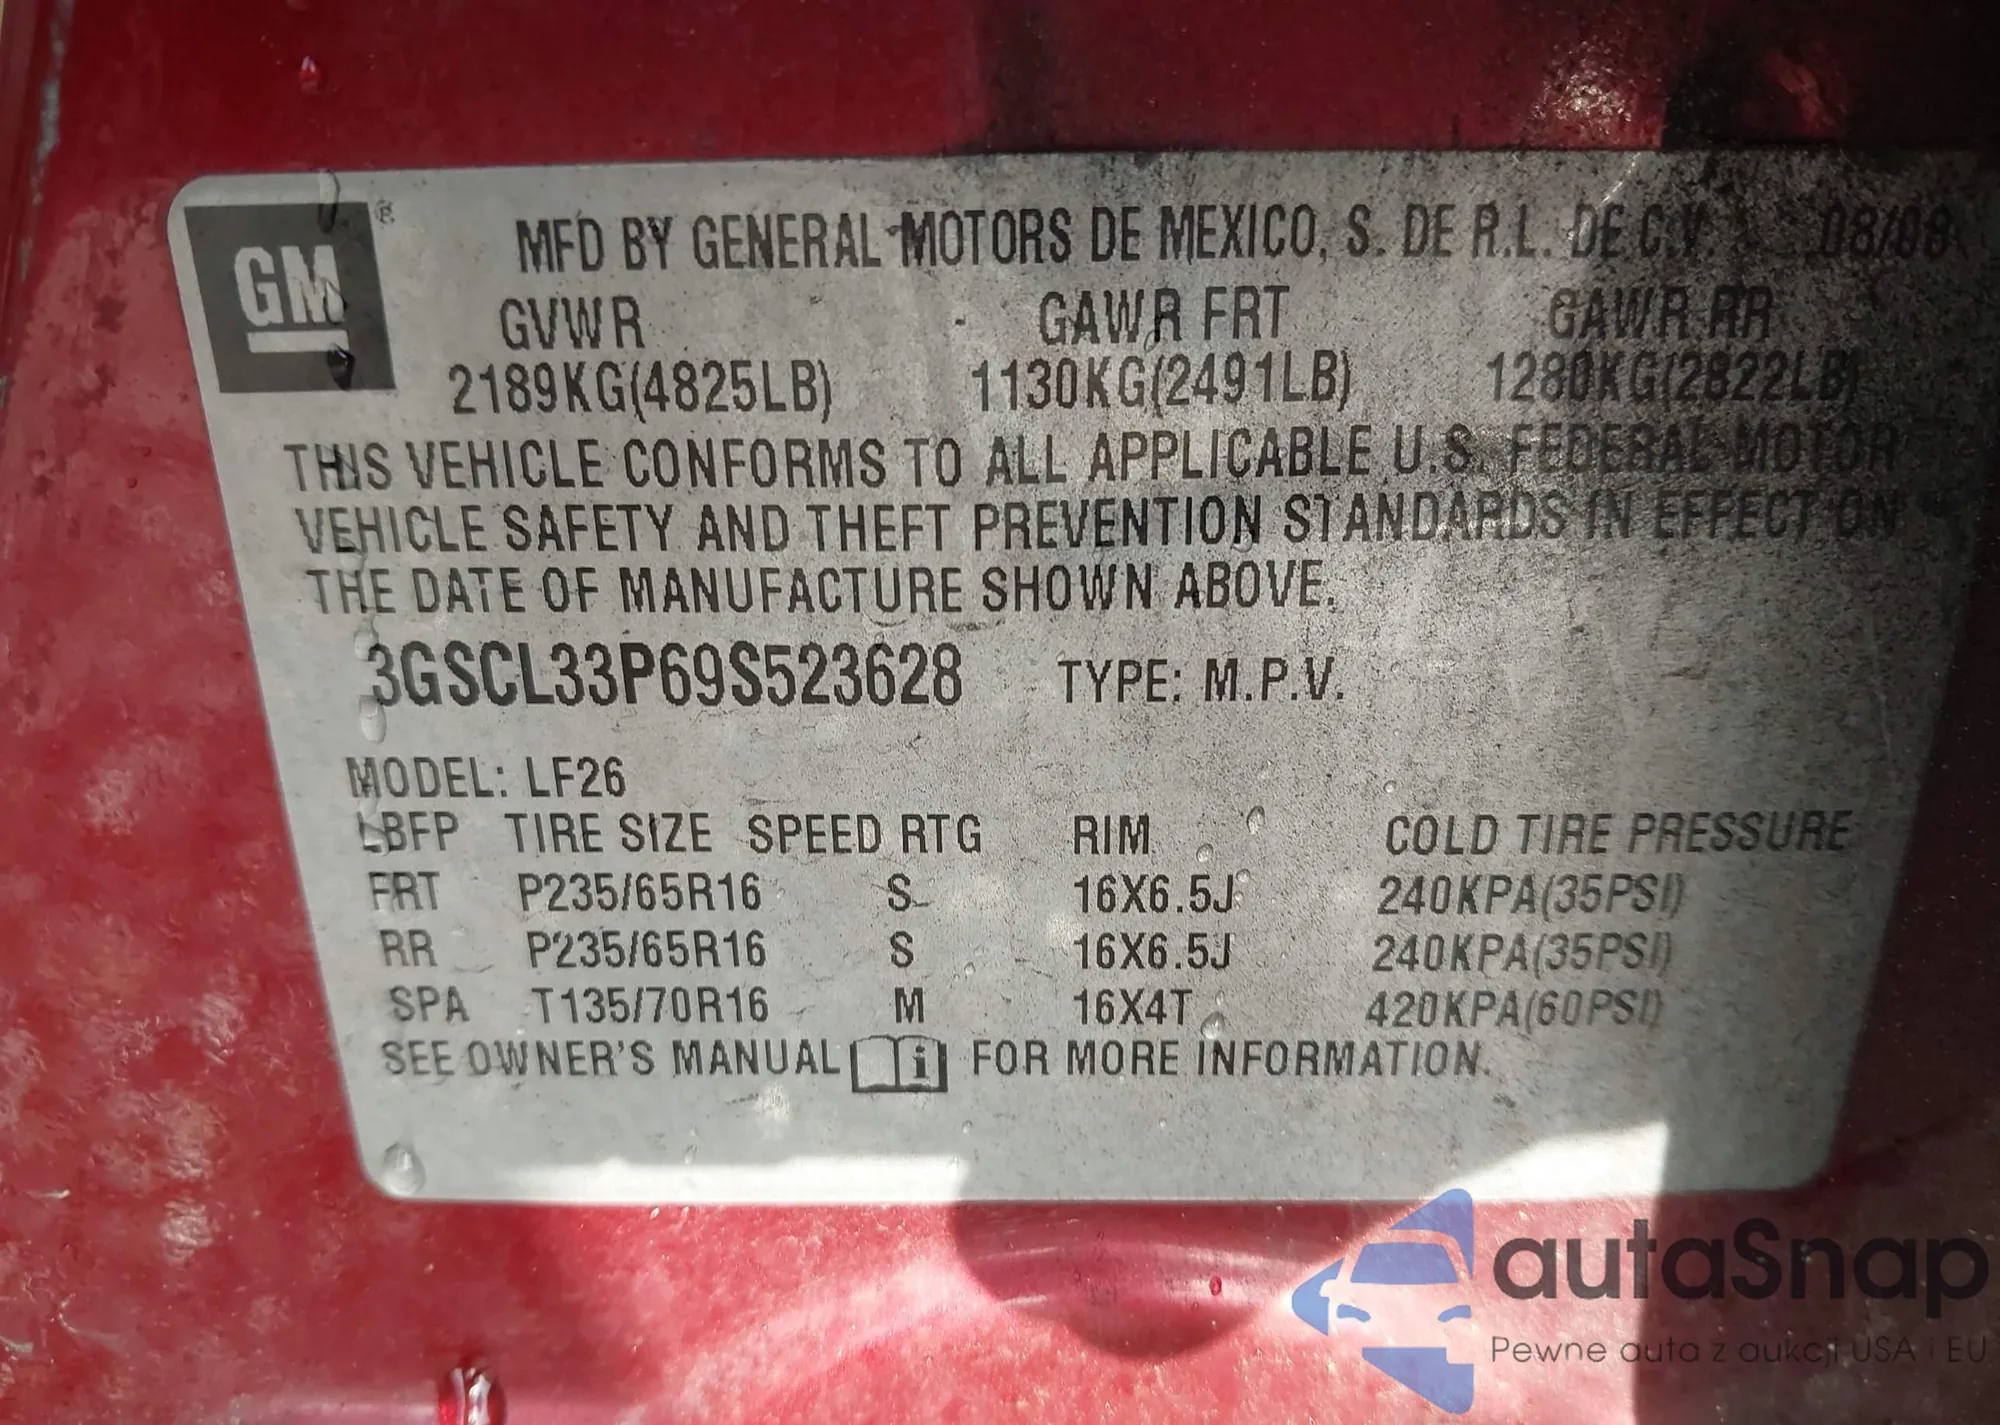 GM ®
MFD BY GENERAL MOTORS DE MEXICO, S. DE R.L. DE C.V. 08/08
GVWR GAWR FRT GAWR RR
2189KG(4825LB) 1130KG(2491LB) 1280KG(2822LB)
THIS VEHICLE CONFORMS TO ALL APPLICABLE U.S. FEDERAL MOTOR
VEHICLE SAFETY AND THEFT PREVENTION STANDARDS IN EFFECT ON
THE DATE OF MANUFACTURE SHOWN ABOVE.
3GSCL33P69S523628 TYPE: M.P.V.
MODEL: LF26
LBFP TIRE SIZE SPEED RTG RIM COLD TIRE PRESSURE
FRT P235/65R16 S 16X6.5J 240KPA(35PSI)
RR P235/65R16 S 16X6.5J 240KPA(35PSI)
SPA T135/70R16 M 16X4T 420KPA(60PSI)
SEE OWNER'S MANUAL i FOR MORE INFORMATION.
autaSnap
Pewne auta z aukcji USA i EU